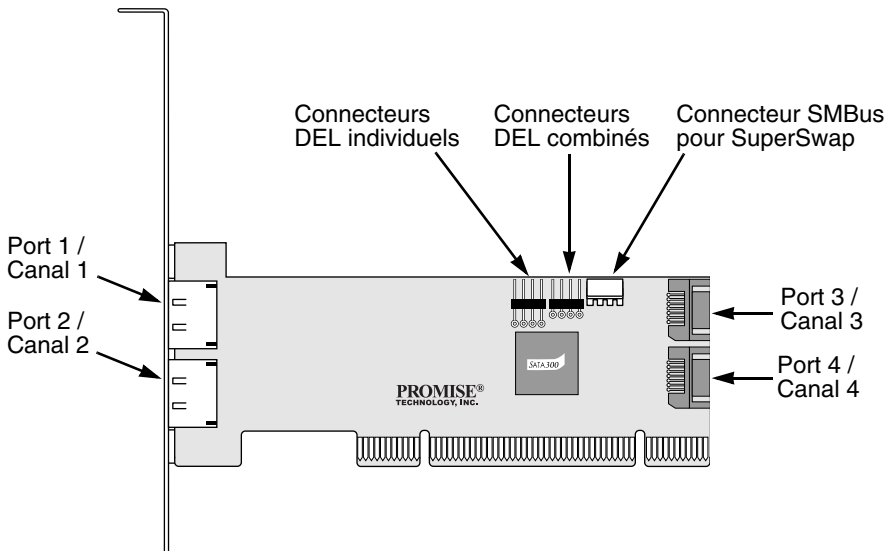 Connecteurs
DEL individuels
Connecteurs
DEL combinés
Connecteur SMBus
pour SuperSwap
Port 1 /
Canal 1
Port 2 /
Canal 2
Port 3 /
Canal 3
Port 4 /
Canal 4
SATA300
PROMISE®
TECHNOLOGY, INC.